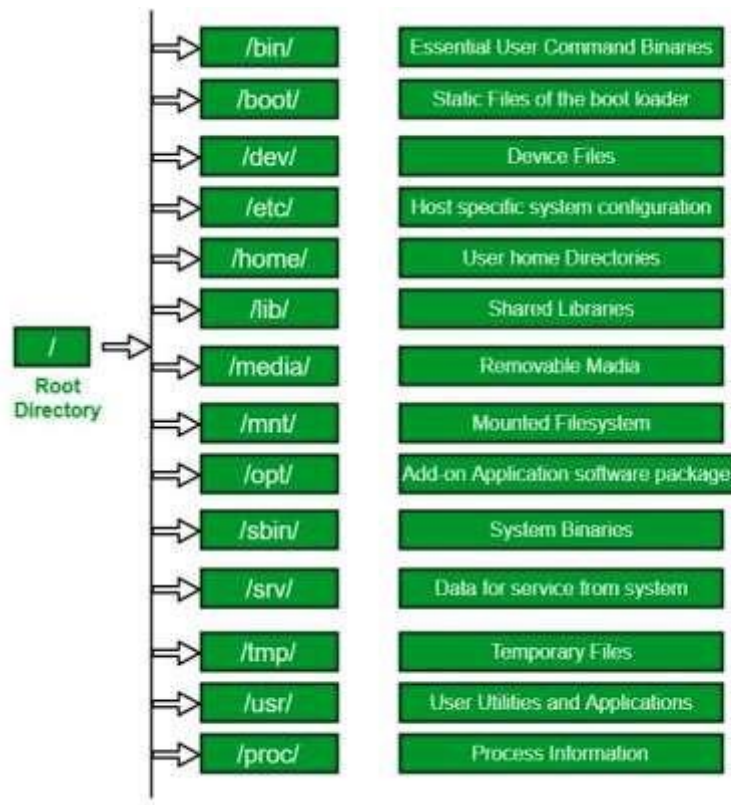 /bin/ Essential User Command Binaries
/boot/ Static Files of the boot loader
/dev/ Device Files
/etc/ Host specific system configuration
/home/ User home Directories
/lib/ Shared Libraries
/
Root
Directory
/media/ Removable Madia
/mnt/ Mounted Filesystem
/opt/ Add-on Application software package
/sbin/ System Binaries
/srv/ Data for service from system
/tmp/ Temporary Files
/usr/ User Utilities and Applications
/proc/ Process Information